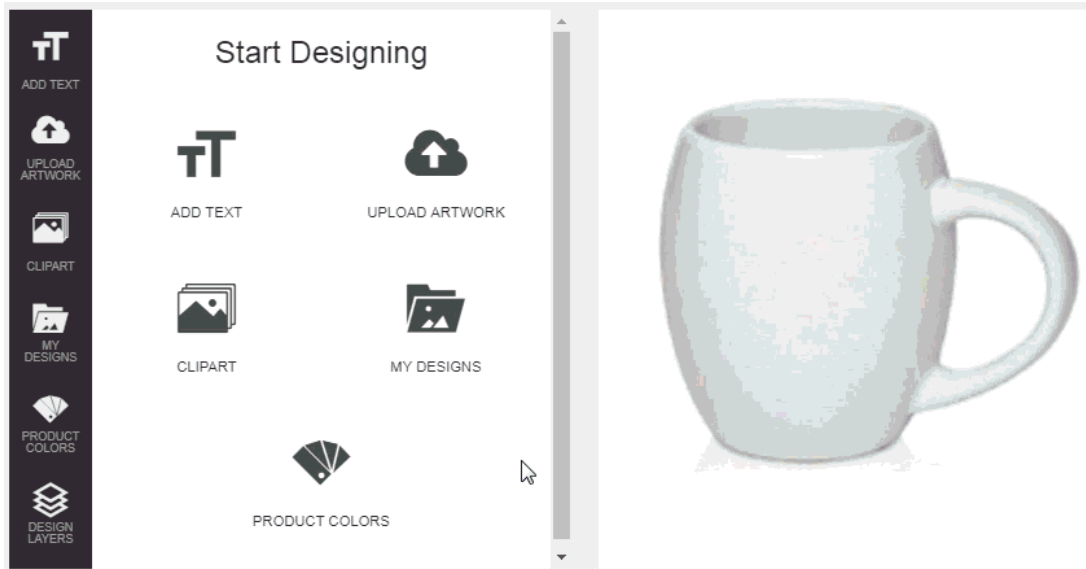 ADD TEXT
UPLOAD
ARTWORK
CLIPART
MY
DESIGNS
PRODUCT
COLORS
DESIGN
LAYERS
Start Designing
ADD TEXT
UPLOAD ARTWORK
CLIPART
MY DESIGNS
PRODUCT COLORS